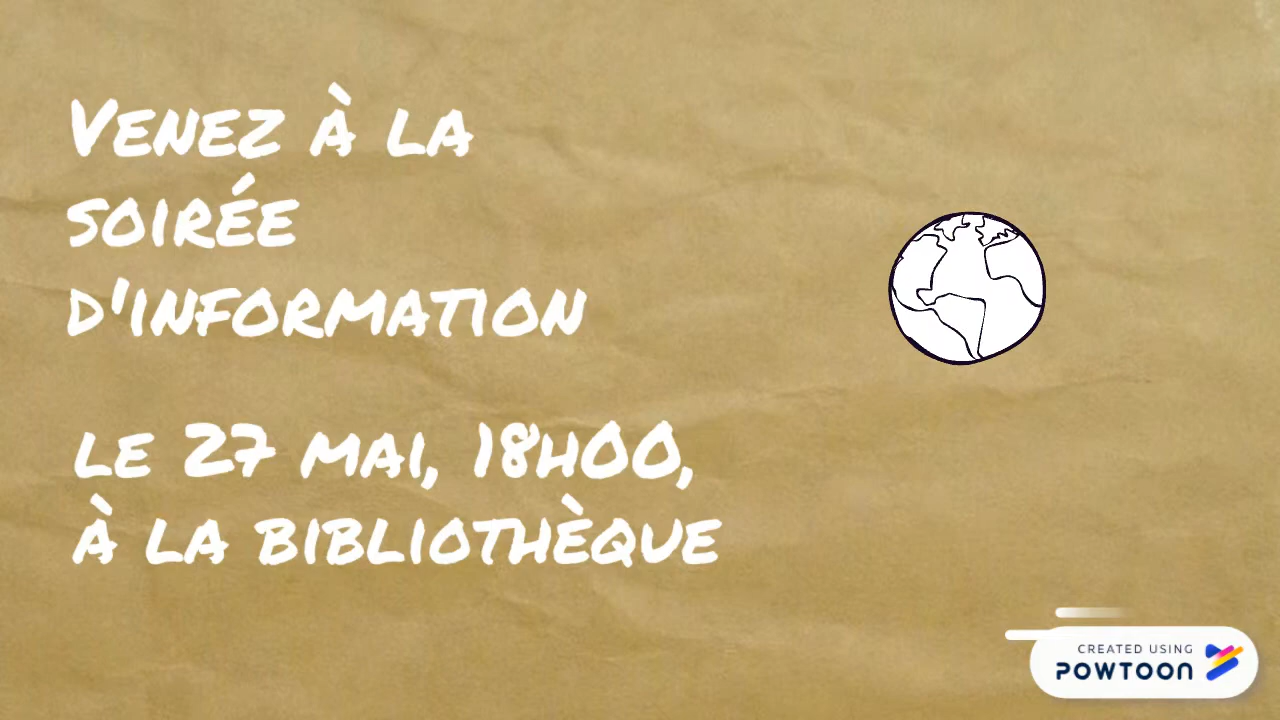 Venez à la
soirée
d'information
le 27 mai, 18h00,
à la bibliothèque
CREATED USING
POWTOON